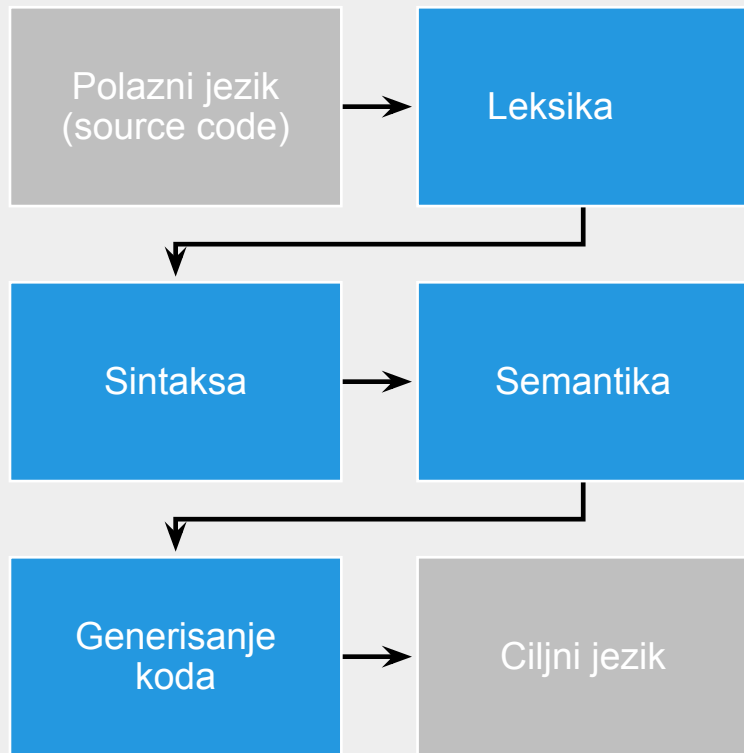 Polazni jezik
(source code)
Leksika
Sintaksa
Semantika
Generisanje
koda
Ciljni jezik